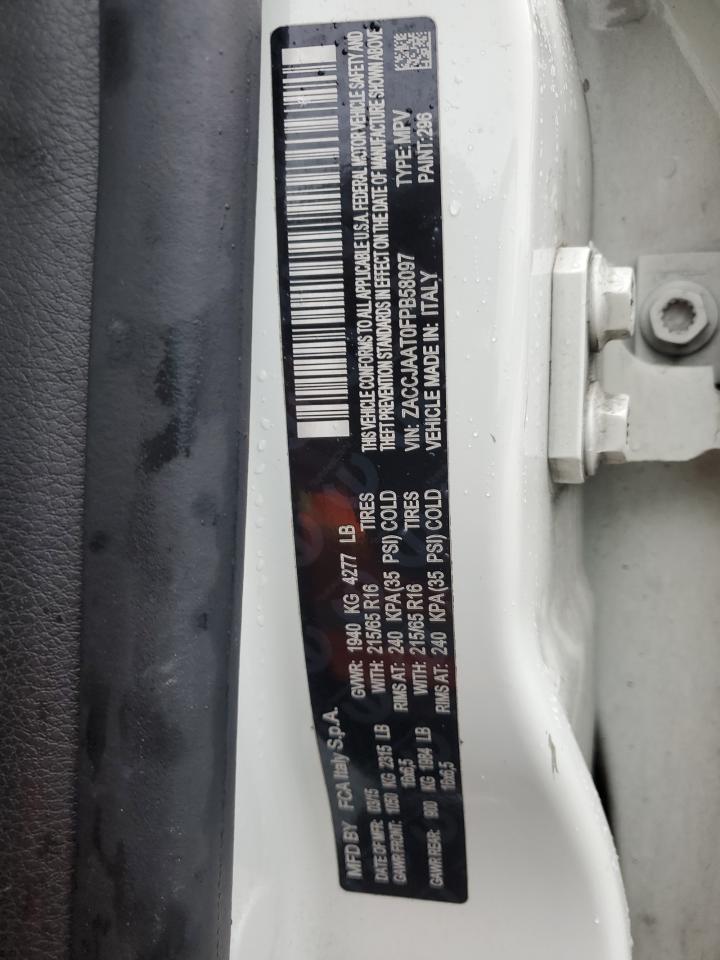 MFD BY FCA Italy S.p.A.
DATE OF MFR: 03/15 GVWR: 1940 KG 4277 LB
GAWR FRONT: 1050 KG 2315 LB WITH: 215/65 R16 TIRES
16x6,5 RIMS AT: 240 KPA (35 PSI) COLD
GAWR REAR: 900 KG 1984 LB WITH: 215/65 R16 TIRES
16x6,5 RIMS AT: 240 KPA (35 PSI) COLD
THIS VEHICLE CONFORMS TO ALL APPLICABLE U.S.A. FEDERAL MOTOR VEHICLE SAFETY AND
THEFT PREVENTION STANDARDS IN EFFECT ON THE DATE OF MANUFACTURE SHOWN ABOVE
VIN: ZACCJAAT0FPB58097 TYPE: MPV
VEHICLE MADE IN: ITALY PAINT: 296